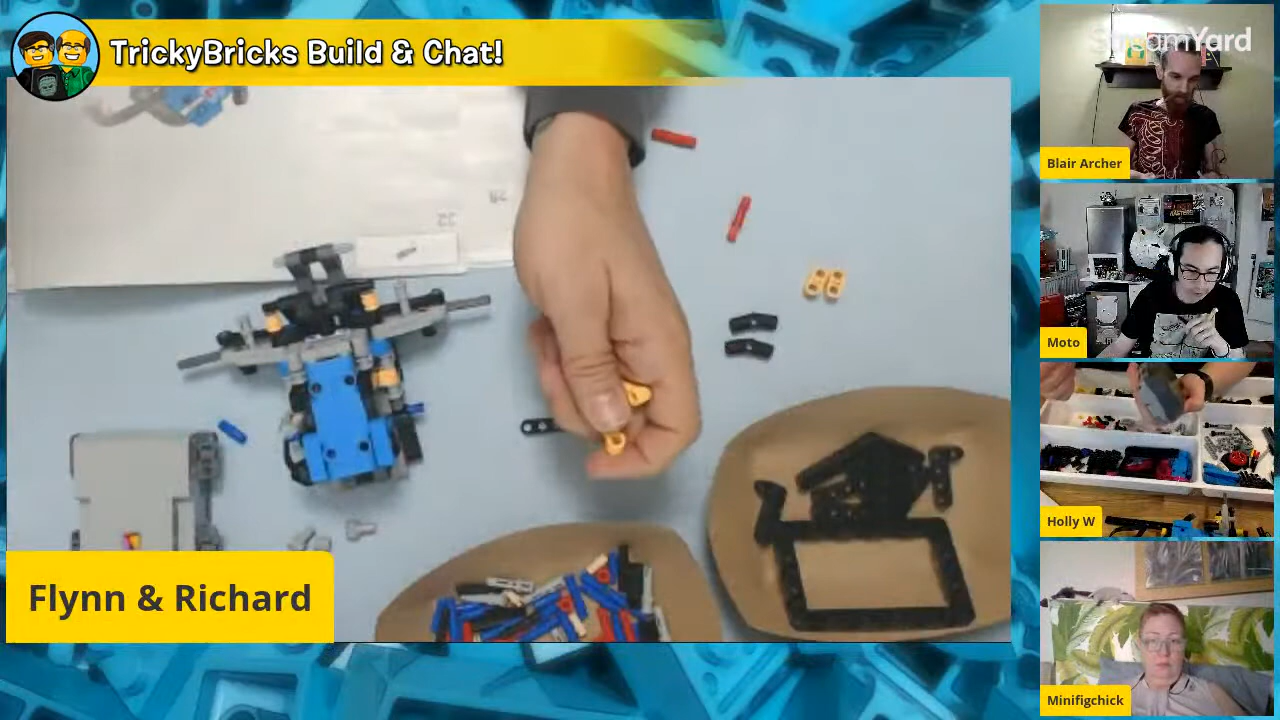 TrickyBricks Build & Chat!
StreamYard
Blair Archer
Moto
Holly W
Minifigchick
Flynn & Richard